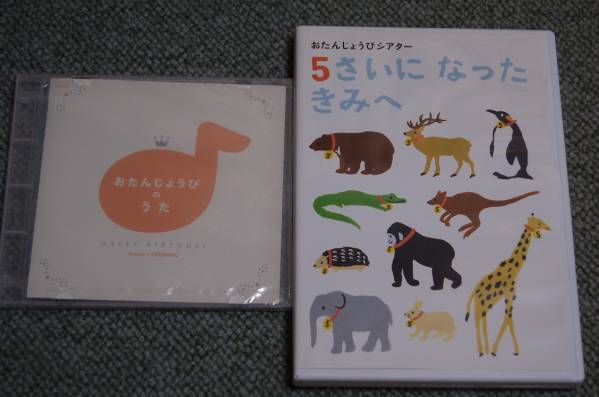 おたんじょうび
の
うた
HAPPY BIRTHDAY
おたんじょうびシアター
5さいに なった
きみへ